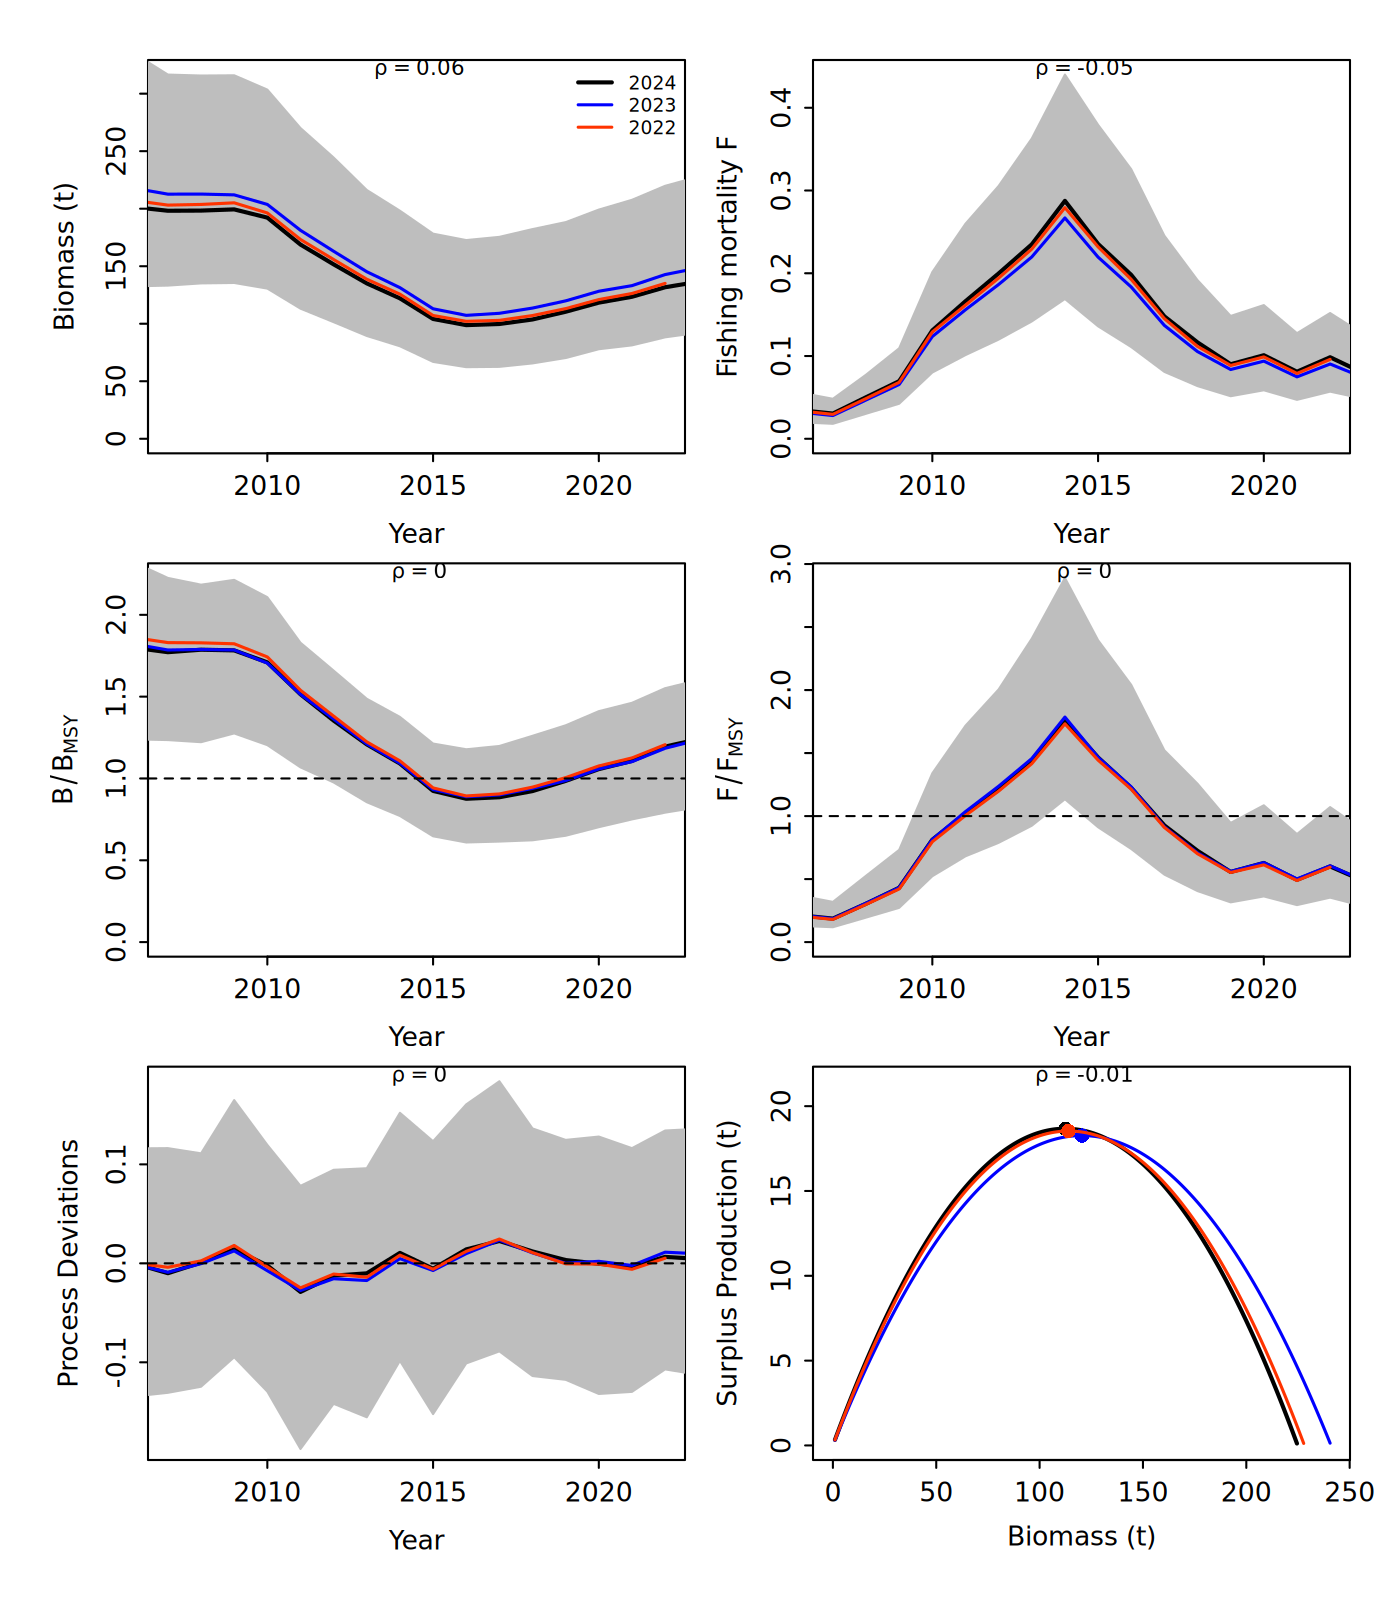 ρ = 0.06
2024
2023
2022
Biomass (t)
0
50
150
250
2010
2015
2020
Year
ρ = -0.05
Fishing mortality F
0.0
0.1
0.2
0.3
0.4
2010
2015
2020
Year
ρ = 0
B/BMSY
0.0
0.5
1.0
1.5
2.0
2010
2015
2020
Year
ρ = 0
F/FMSY
0.0
1.0
2.0
3.0
2010
2015
2020
Year
ρ = 0
Process Deviations
-0.1
0.0
0.1
2010
2015
2020
Year
ρ = -0.01
Surplus Production (t)
0
5
10
15
20
0
50
100
150
200
250
Biomass (t)